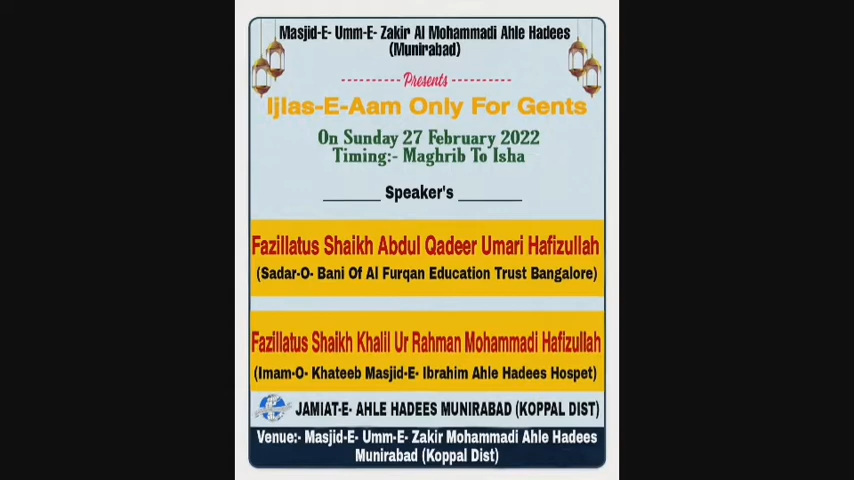 Masjid-E- Umm-E- Zakir Al Mohammadi Ahle Hadees
(Munirabad)
---------- Presents ----------
Ijlas-E-Aam Only For Gents
On Sunday 27 February 2022
Timing:- Maghrib To Isha
_______ Speaker's ________
Fazillatus Shaikh Abdul Qadeer Umari Hafizullah
(Sadar-O- Bani Of Al Furqan Education Trust Bangalore)
Fazillatus Shaikh Khalil Ur Rahman Mohammadi Hafizullah
(Imam-O- Khateeb Masjid-E- Ibrahim Ahle Hadees Hospet)
JAMIAT-E- AHLE HADEES MUNIRABAD (KOPPAL DIST)
Venue:- Masjid-E- Umm-E- Zakir Mohammadi Ahle Hadees
Munirabad (Koppal Dist)